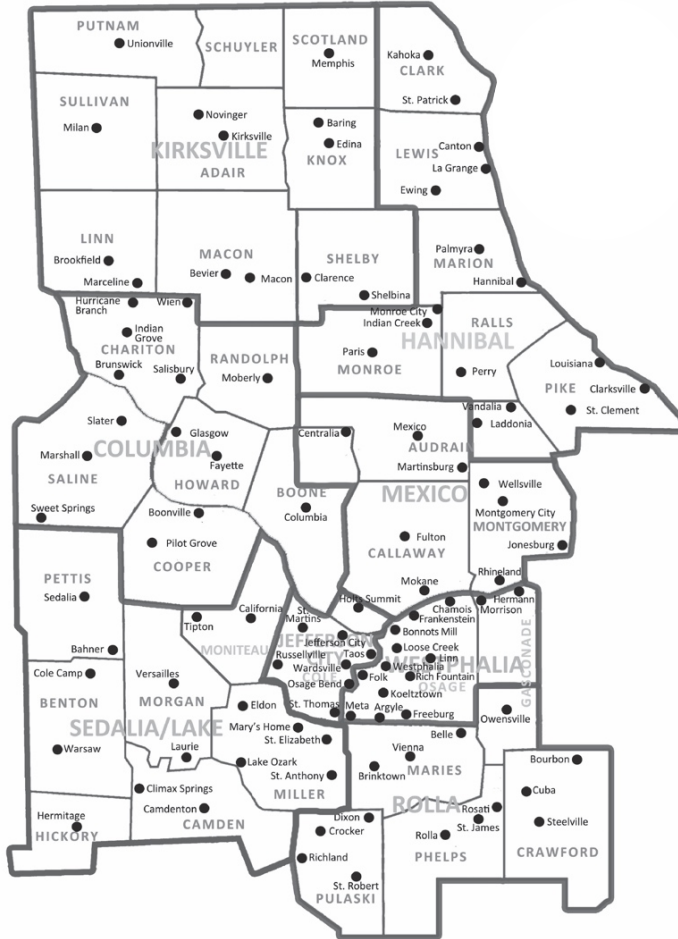 PUTNAM
Unionville
SCHUYLER
SCOTLAND
Memphis
Kahoka
CLARK
St. Patrick
SULLIVAN
Milan
Novinger
Kirksville
KIRKSVILLE
ADAIR
Baring
Edina
KNOX
LEWIS
Canton
La Grange
Ewing
LINN
Brookfield
Marceline
MACON
Bevier
Macon
SHELBY
Clarence
Shelbina
Palmyra
MARION
Hannibal
Hurricane
Branch
Wien
Indian
Grove
CHARITON
Brunswick
Salisbury
RANDOLPH
Moberly
Monroe City
Indian Creek
HANNIBAL
Paris
MONROE
RALLS
Perry
Louisiana
PIKE
Clarksville
St. Clement
Vandalia
Laddonia
Slater
COLUMBIA
Marshall
SALINE
Sweet Springs
Glasgow
Fayette
HOWARD
Centralia
Mexico
AUDRAIN
Martinsburg
MEXICO
BOONE
Columbia
Boonville
Pilot Grove
COOPER
Fulton
CALLAWAY
Mokane
Wellsville
Montgomery City
MONTGOMERY
Jonesburg
Rhineland
PETTIS
Sedalia
Bahner
Tipton
California
MONITEAU
St.
Martins
Holts Summit
JEFFERSON
CITY
Jefferson City
Taos
Russellville
Wardsville
Osage Bend
St. Thomas
Chamois
Frankenstein
Bonnots Mill
Loose Creek
Linn
WESTPHALIA
Westphalia
Rich Fountain
OSAGE
Folk
Koeltztown
Meta
Argyle
Freeburg
Hermann
Morrison
GASCONADE
Owensville
Cole Camp
BENTON
Warsaw
Versailles
MORGAN
SEDALIA/LAKE
Laurie
Eldon
Mary's Home
St. Elizabeth
Lake Ozark
St. Anthony
MILLER
Belle
Vienna
Brinktown
MARIES
Bourbon
Cuba
Steelville
CRAWFORD
Climax Springs
Camdenton
CAMDEN
Hermitage
HICKORY
Dixon
Crocker
Richland
St. Robert
PULASKI
ROLLA
Rosati
St. James
Rolla
PHELPS